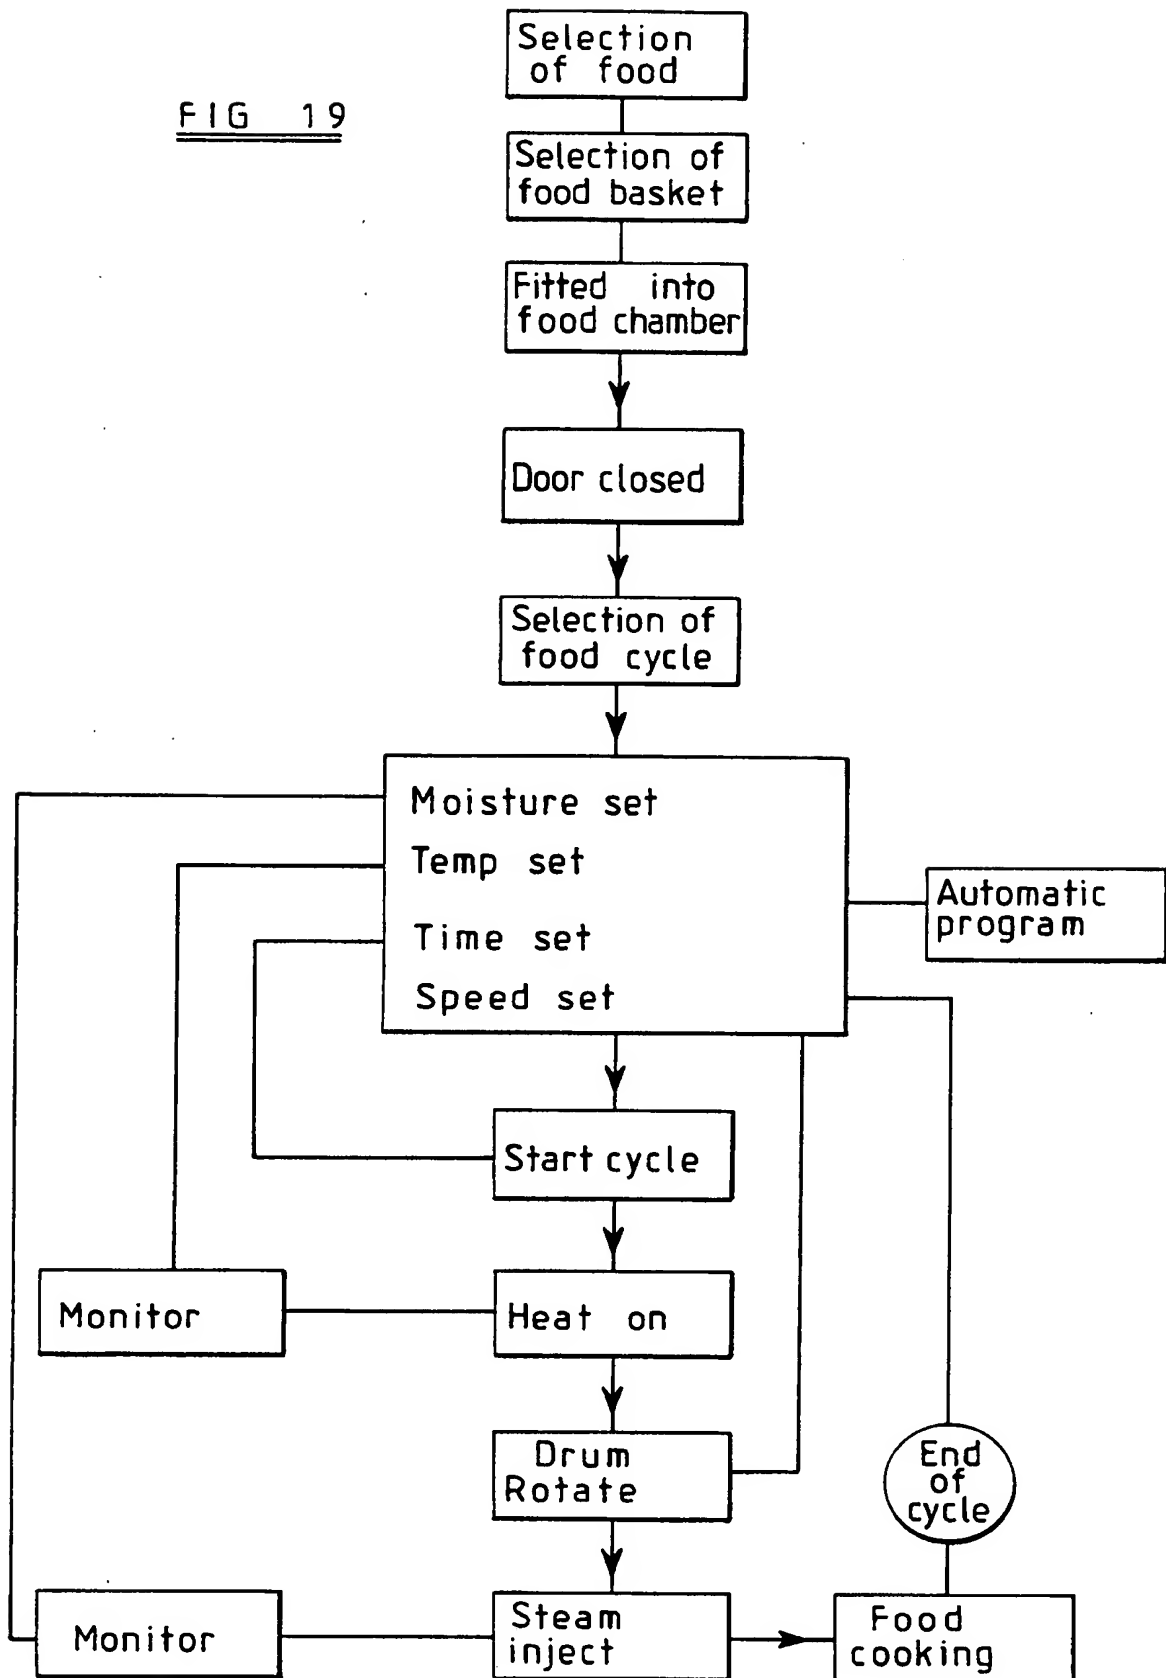 FIG 19
Selection
of food
Selection of
food basket
Fitted into
food chamber
Door closed
Selection of
food cycle
Moisture set
Temp set
Time set
Speed set
Automatic
program
Start cycle
Monitor
Heat on
Drum
Rotate
End
of
cycle
Monitor
Steam
inject
Food
cooking